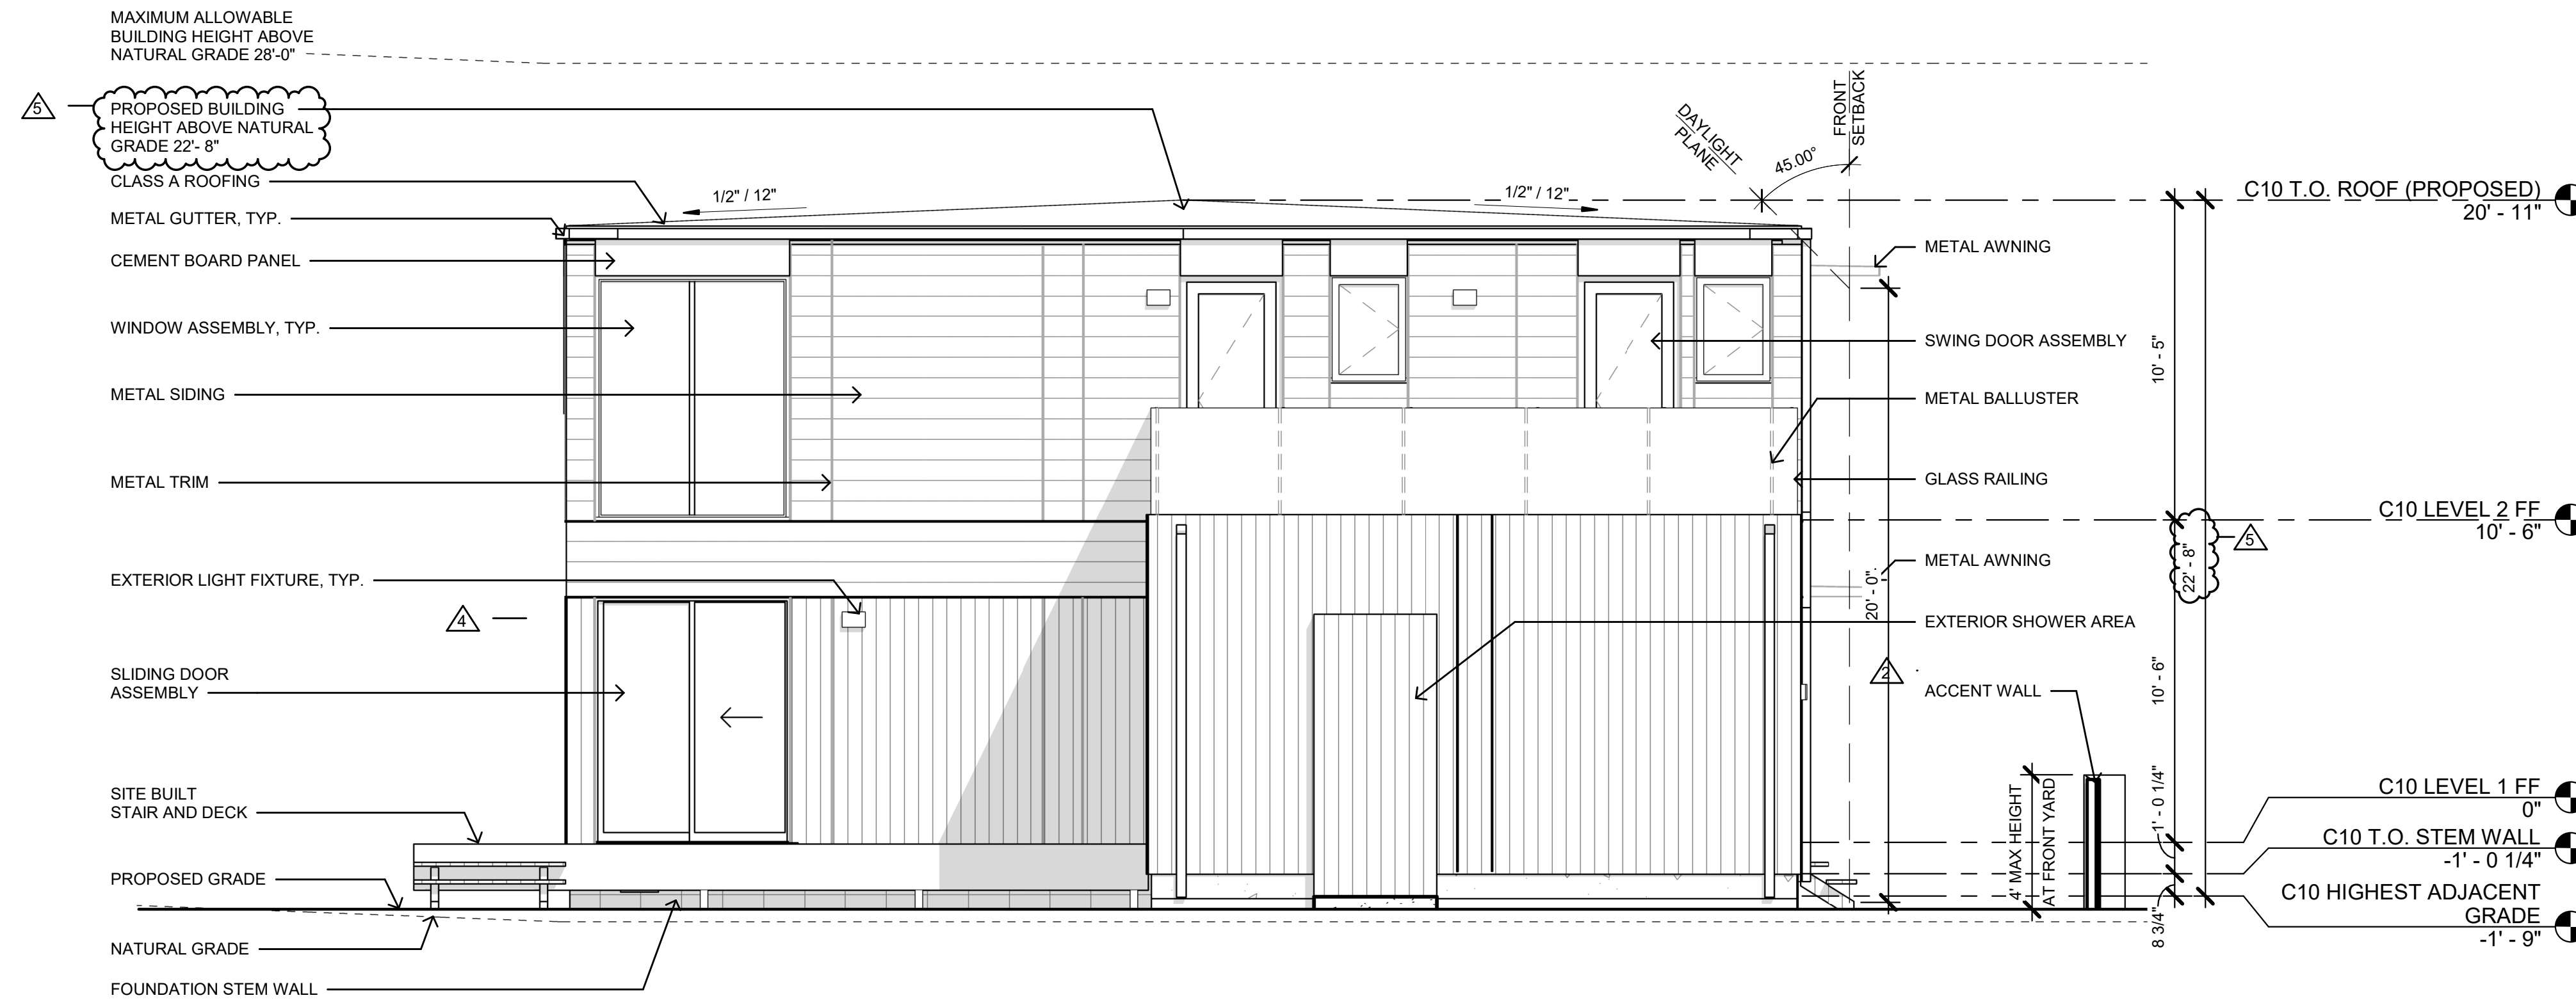 MAXIMUM ALLOWABLE
BUILDING HEIGHT ABOVE
NATURAL GRADE 28'-0"
5
PROPOSED BUILDING
HEIGHT ABOVE NATURAL
GRADE 22'- 8"
CLASS A ROOFING
METAL GUTTER, TYP.
CEMENT BOARD PANEL
WINDOW ASSEMBLY, TYP.
METAL SIDING
METAL TRIM
EXTERIOR LIGHT FIXTURE, TYP.
4
SLIDING DOOR
ASSEMBLY
SITE BUILT
STAIR AND DECK
PROPOSED GRADE
NATURAL GRADE
FOUNDATION STEM WALL
1/2" / 12"
1/2" / 12"
DAYLIGHT
PLANE
45.00°
FRONT
SETBACK
METAL AWNING
SWING DOOR ASSEMBLY
METAL BALLUSTER
GLASS RAILING
METAL AWNING
20' - 0"
EXTERIOR SHOWER AREA
2
ACCENT WALL
4' MAX HEIGHT
AT FRONT YARD
10' - 5"
22' - 8"
5
10' - 6"
1' - 0 1/4"
8 3/4"
C10 T.O. ROOF (PROPOSED)
20' - 11"
C10 LEVEL 2 FF
10' - 6"
C10 LEVEL 1 FF
0"
C10 T.O. STEM WALL
-1' - 0 1/4"
C10 HIGHEST ADJACENT
GRADE
-1' - 9"